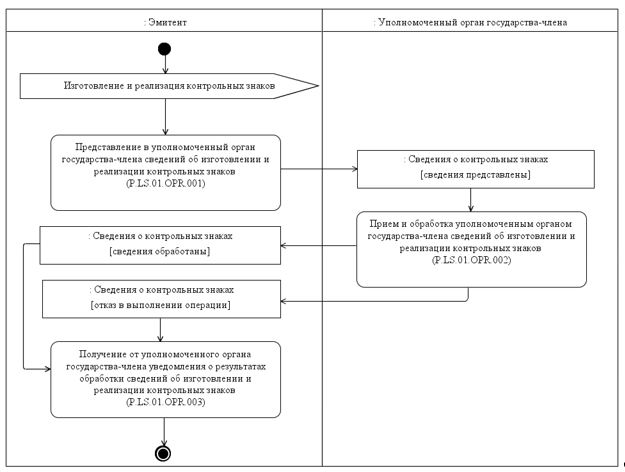 : Эмитент
: Уполномоченный орган государства-члена
Изготовление и реализация контрольных знаков
Представление в уполномоченный орган
государства-члена сведений об изготовлении и
реализации контрольных знаков
(P.LS.01.OPR.001)
: Сведения о контрольных знаках
[сведения представлены]
Прием и обработка уполномоченным органом
государства-члена сведений об изготовлении и
реализации контрольных знаков
(P.LS.01.OPR.002)
: Сведения о контрольных знаках
[сведения обработаны]
: Сведения о контрольных знаках
[отказ в выполнении операции]
Получение от уполномоченного органа
государства-члена уведомления о результатах
обработки сведений об изготовлении и
реализации контрольных знаков
(P.LS.01.OPR.003)